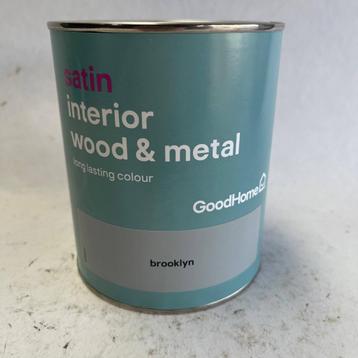 satin
interior
wood & metal
long lasting colour
GoodHome
brooklyn